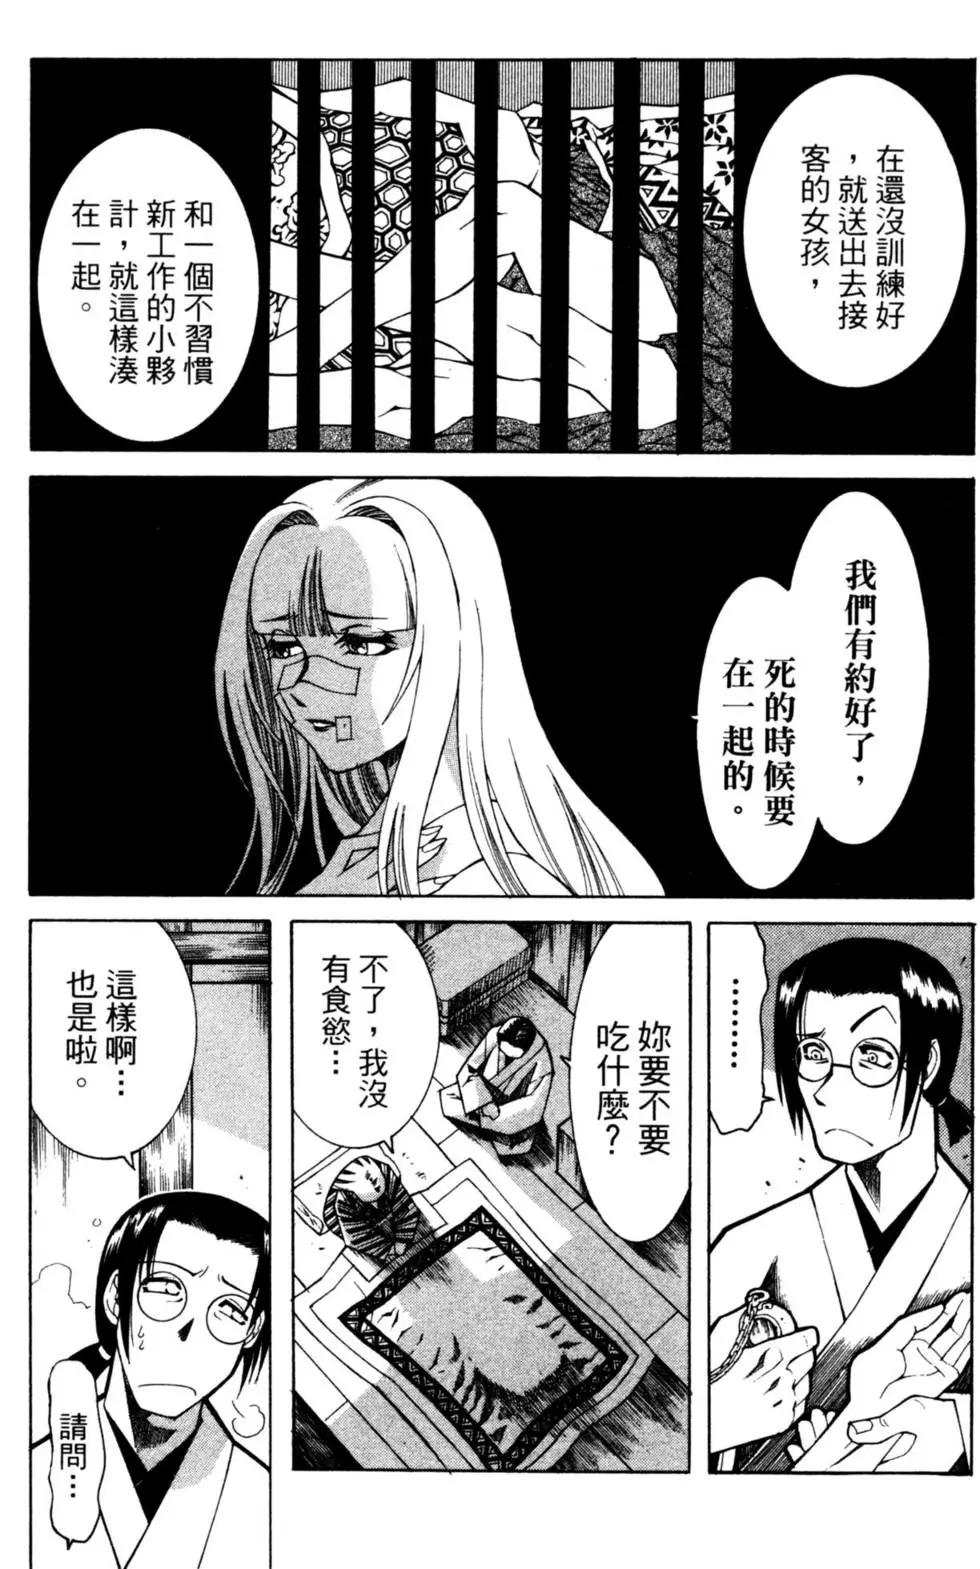 在還沒訓練好
，就送出去接
客的女孩，
和一個不習慣
新工作的小夥
計，就這樣湊
在一起。
我們有約好了，
死的時候要
在一起的。
………
妳要不要
吃什麼？
不了，我沒
有食慾…
這樣啊…
也是啦。
請問…